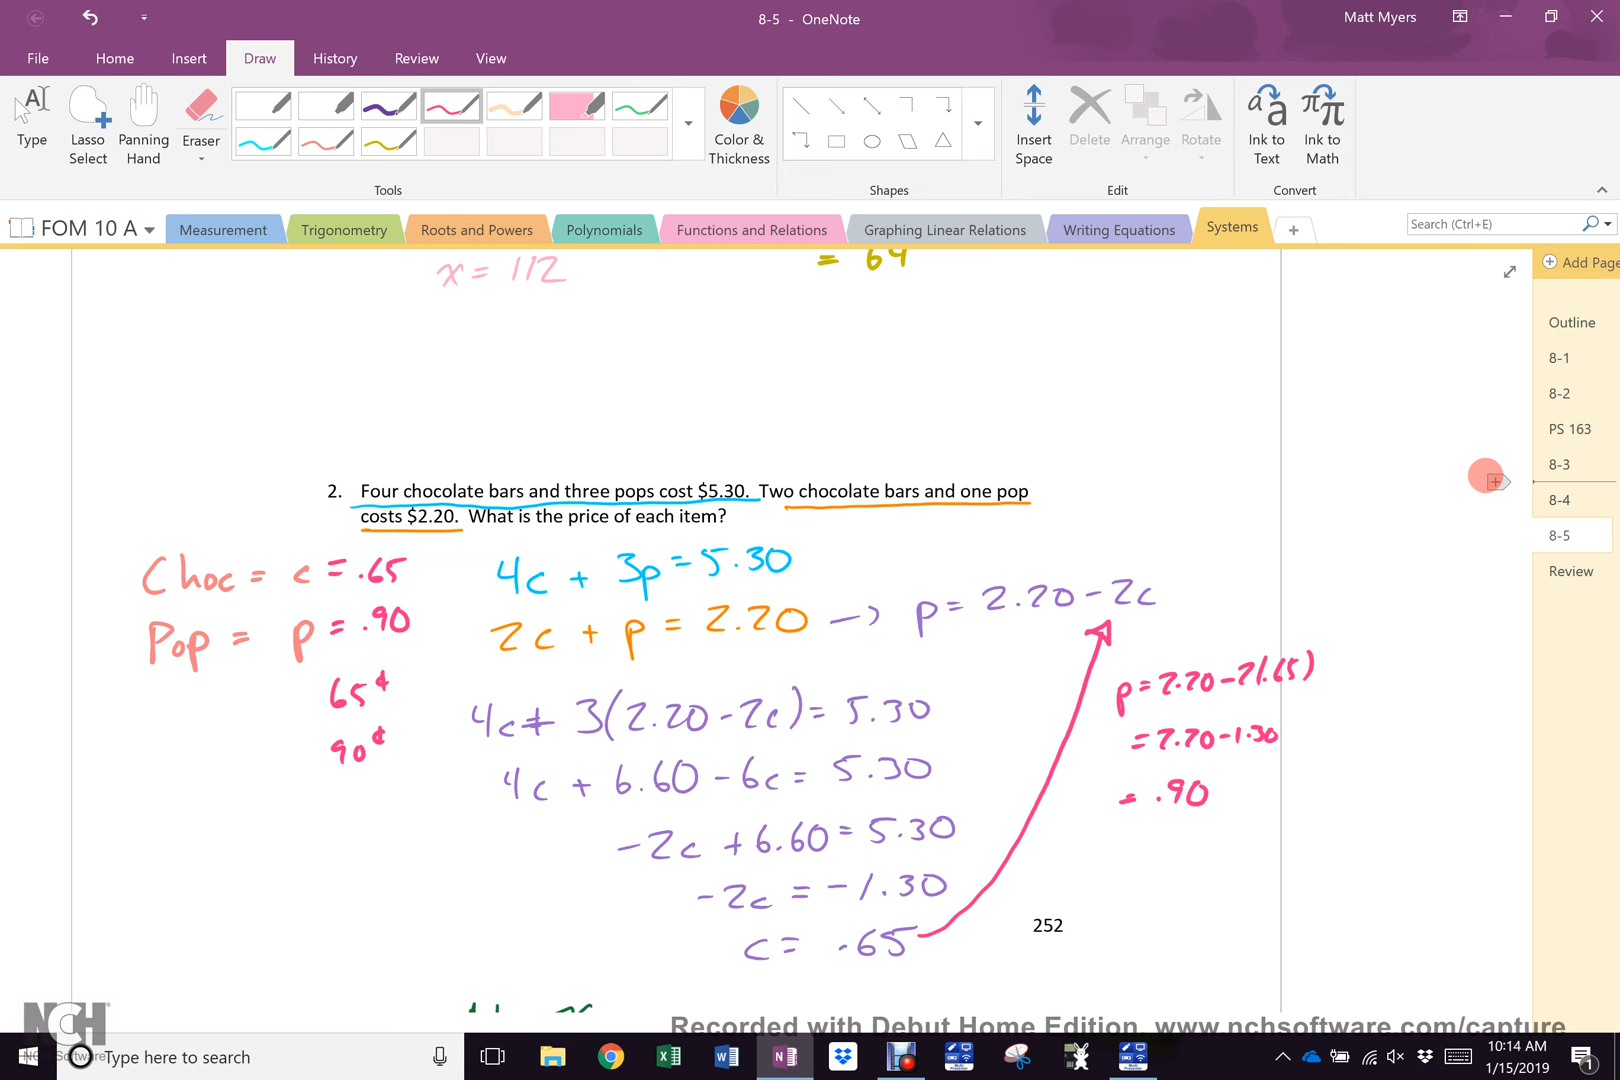 8-5 - OneNote
Matt Myers
File Home Insert Draw History Review View
Type
Lasso Select
Panning Hand
Eraser
Color & Thickness
Insert Space
Delete
Arrange
Rotate
Ink to Text
Ink to Math
Tools
Shapes
Edit
Convert
FOM 10 A
Measurement
Trigonometry
Roots and Powers
Polynomials
Functions and Relations
Graphing Linear Relations
Writing Equations
Systems
Search (Ctrl+E)
Add Page
Outline
8-1
8-2
PS 163
8-3
8-4
8-5
Review
x = 112
= 64
2. Four chocolate bars and three pops cost $5.30. Two chocolate bars and one pop
costs $2.20. What is the price of each item?
Choc = c = .65
Pop = p = .90
65¢
90¢
4c + 3p = 5.30
2c + p = 2.20 → p = 2.20 - 2c
4c + 3(2.20 - 2c) = 5.30
4c + 6.60 - 6c = 5.30
-2c + 6.60 = 5.30
-2c = -1.30
c = .65
p = 2.20 - 2(.65)
= 2.20 - 1.30
= .90
252
NCH
NCH Software
Recorded with Debut Home Edition. www.nchsoftware.com/capture
Type here to search
10:14 AM
1/15/2019
1